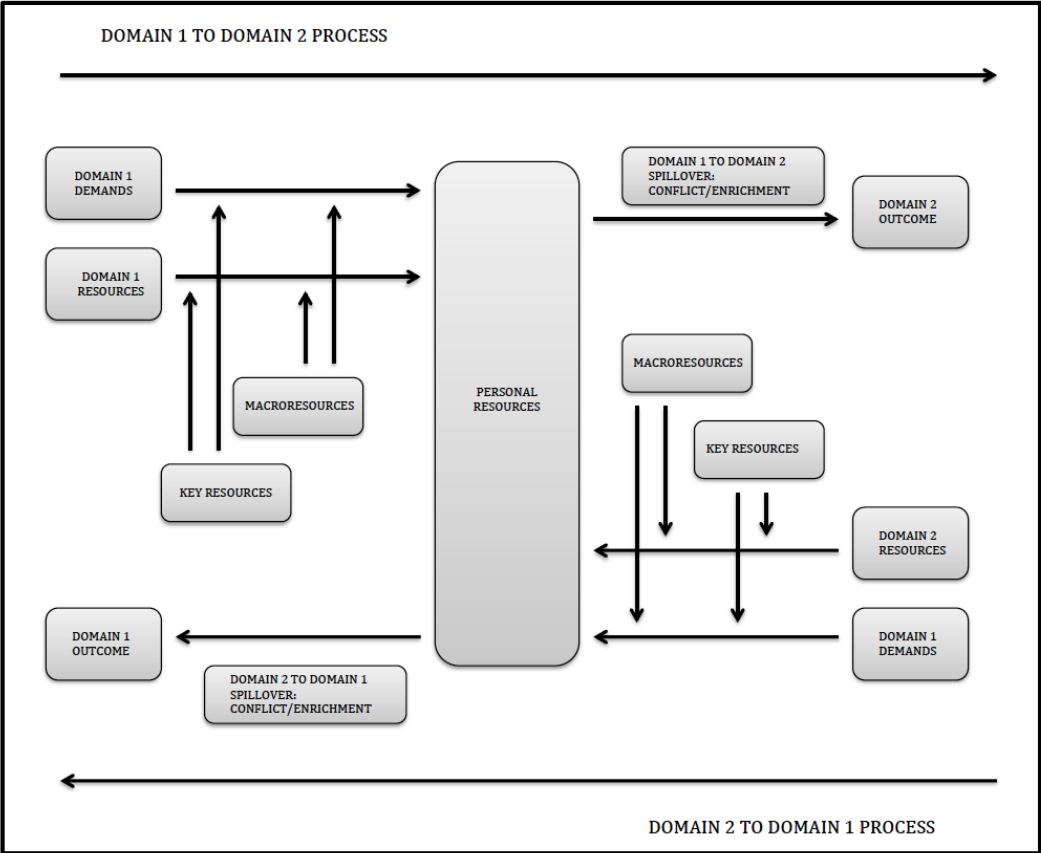 DOMAIN 1 TO DOMAIN 2 PROCESS
DOMAIN 1
DEMANDS
DOMAIN 1 TO DOMAIN 2
SPILLOVER:
CONFLICT/ENRICHMENT
DOMAIN 2
OUTCOME
DOMAIN 1
RESOURCES
MACRORESOURCES
KEY RESOURCES
PERSONAL
RESOURCES
MACRORESOURCES
KEY RESOURCES
DOMAIN 2
RESOURCES
DOMAIN 1
OUTCOME
DOMAIN 1
DEMANDS
DOMAIN 2 TO DOMAIN 1
SPILLOVER:
CONFLICT/ENRICHMENT
DOMAIN 2 TO DOMAIN 1 PROCESS